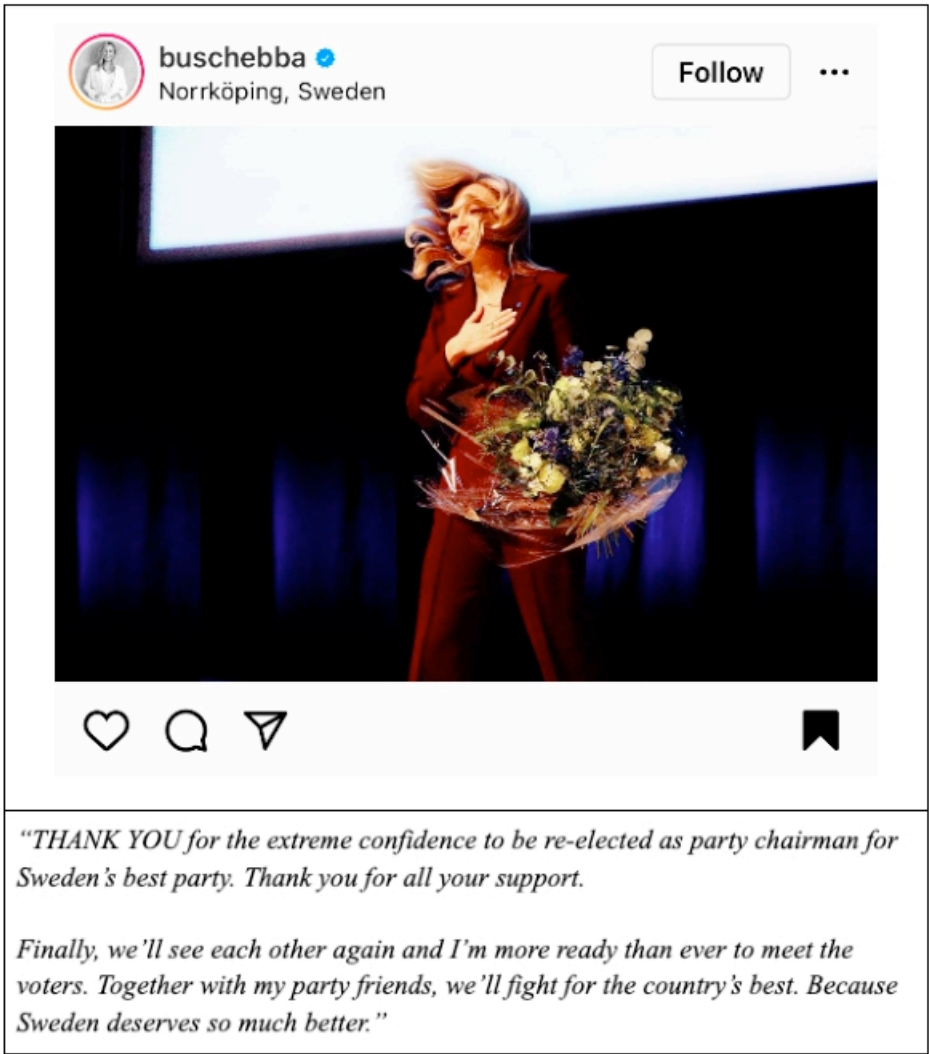 buschebba
Norrköping, Sweden
Follow
“THANK YOU for the extreme confidence to be re-elected as party chairman for
Sweden’s best party. Thank you for all your support.
Finally, we’ll see each other again and I’m more ready than ever to meet the
voters. Together with my party friends, we’ll fight for the country’s best. Because
Sweden deserves so much better.”